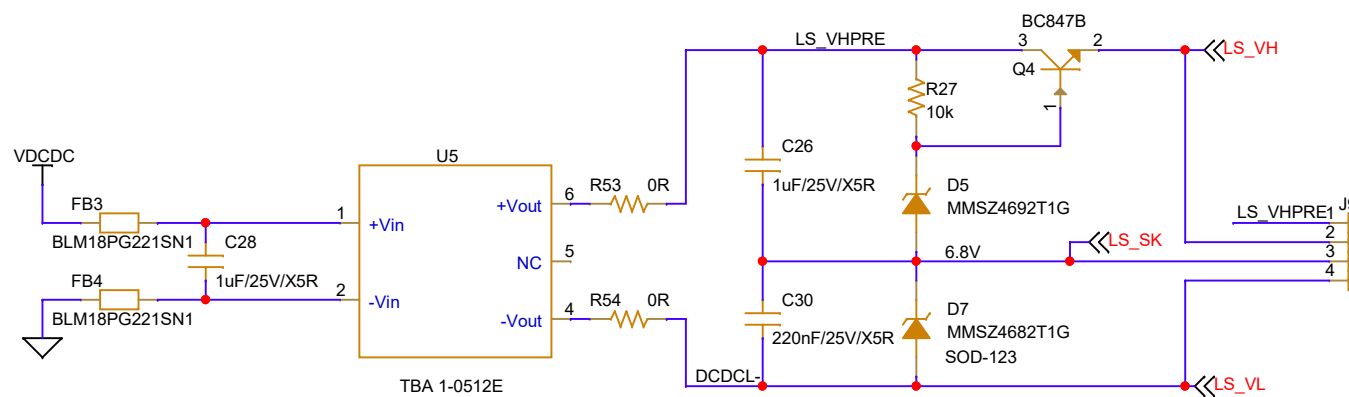 BC847B
LS_VHPRE
3
2
LS_VH
Q4
R27
10k
1
VDCDC
U5
C26
1uF/25V/X5R
FB3
BLM18PG221SN1
1
+Vin
+Vout
6
R53
0R
D5
MMSZ4692T1G
C28
1uF/25V/X5R
NC
5
LS_VHPRE
1
2
3
4
LS_SK
6.8V
FB4
BLM18PG221SN1
2
-Vin
-Vout
4
R54
0R
C30
220nF/25V/X5R
D7
MMSZ4682T1G
SOD-123
TBA 1-0512E
DCDCL-
LS_VL